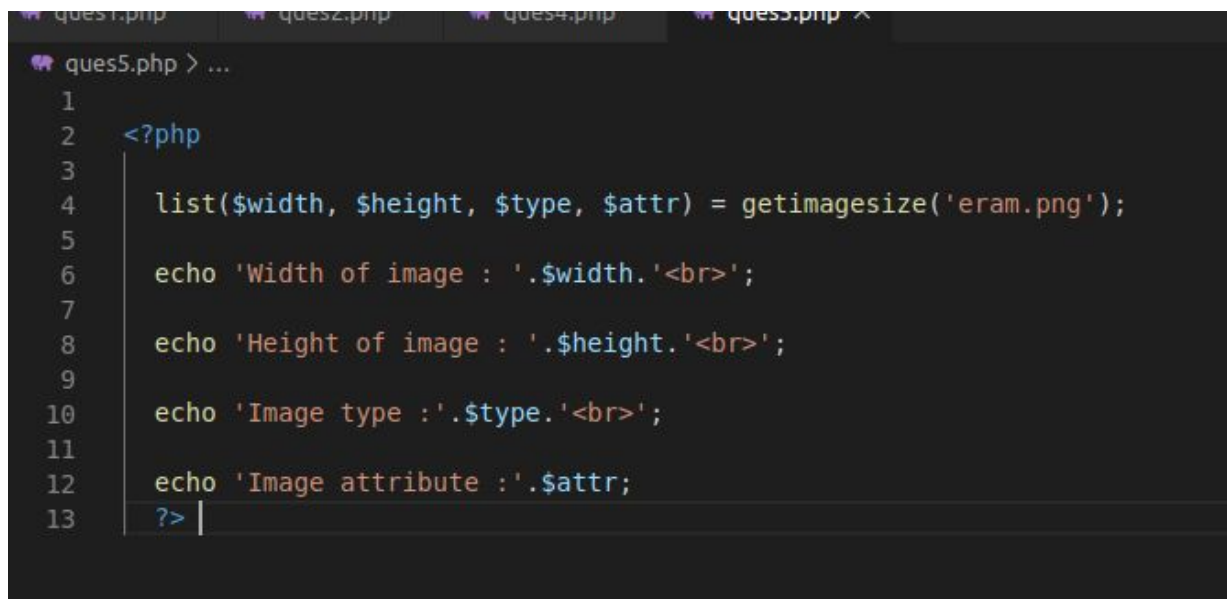 ques1.php ques2.php ques4.php ques5.php ×
ques5.php > ...
1
2 <?php
3
4 list($width, $height, $type, $attr) = getimagesize('eram.png');
5
6 echo 'Width of image : '.$width.'<br>';
7
8 echo 'Height of image : '.$height.'<br>';
9
10 echo 'Image type :'.$type.'<br>';
11
12 echo 'Image attribute :'.$attr;
13 ?>